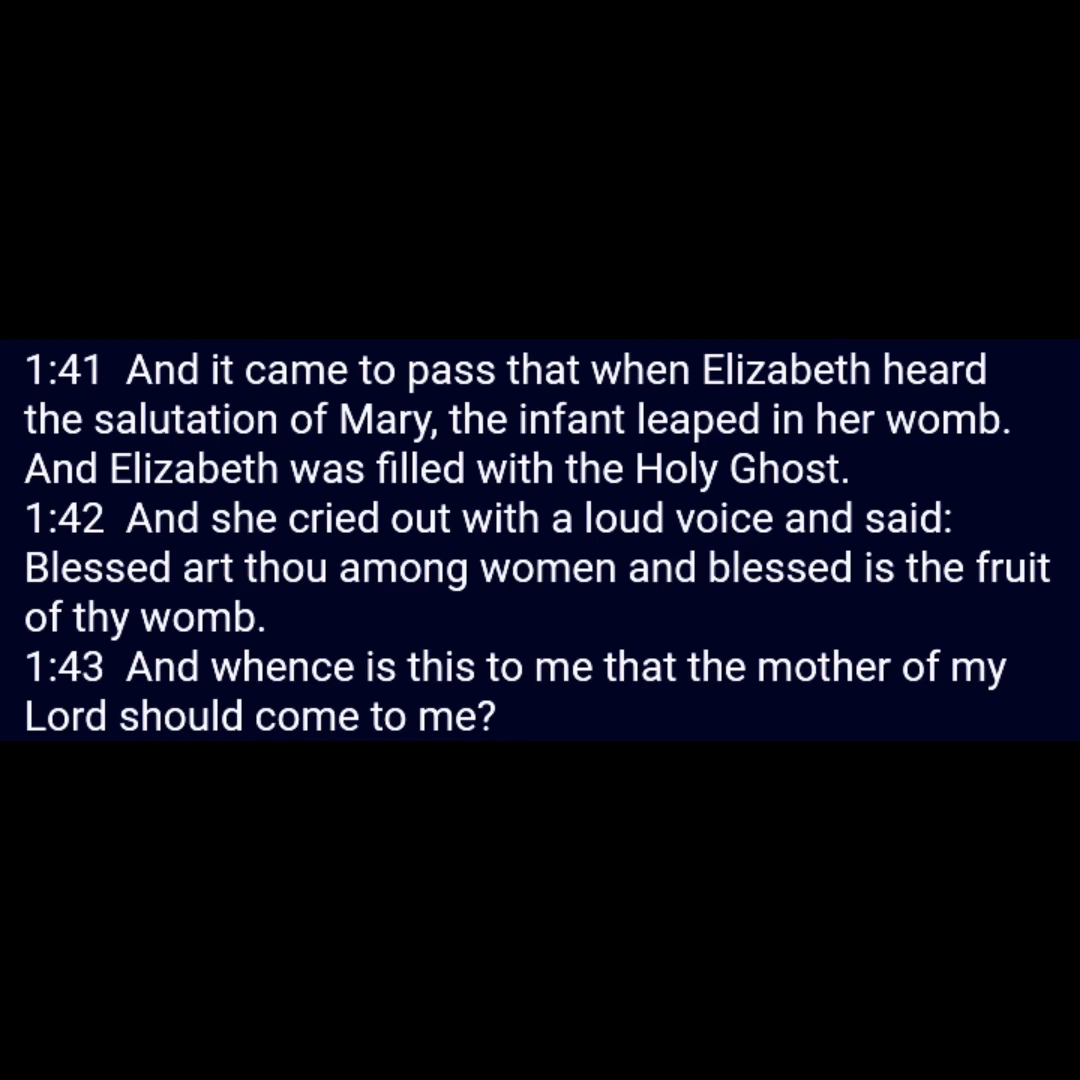 1:41 And it came to pass that when Elizabeth heard
the salutation of Mary, the infant leaped in her womb.
And Elizabeth was filled with the Holy Ghost.
1:42 And she cried out with a loud voice and said:
Blessed art thou among women and blessed is the fruit
of thy womb.
1:43 And whence is this to me that the mother of my
Lord should come to me?